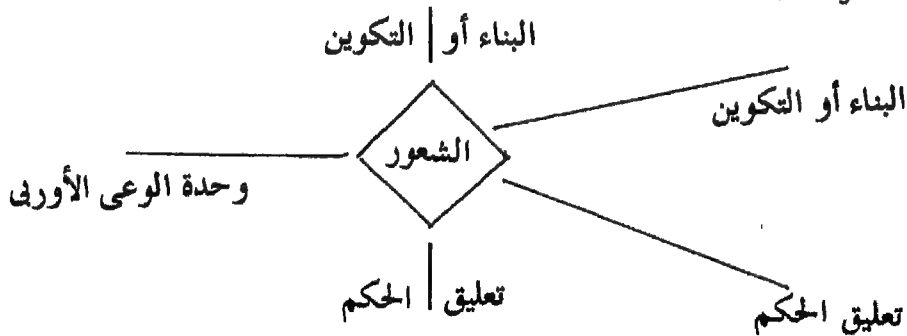 البناء أو التكوين
البناء أو التكوين
الشعور
وحدة الوعى الأوربى
تعليق الحكم
تعليق الحكم